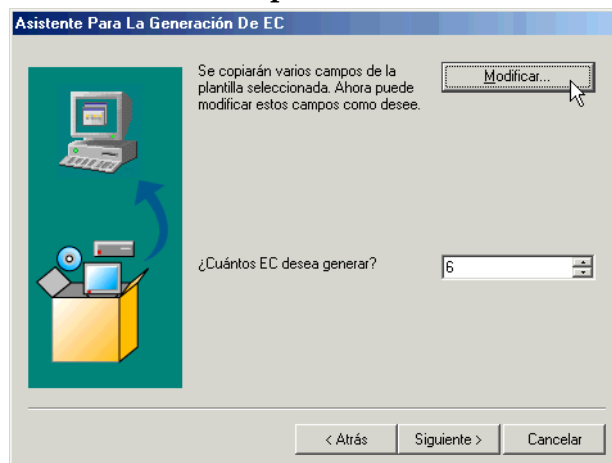 Asistente Para La Generación De EC
Se copiarán varios campos de la
plantilla seleccionada. Ahora puede
modificar estos campos como desee.
Modificar...
¿Cuántos EC desea generar?
6
< Atrás
Siguiente >
Cancelar